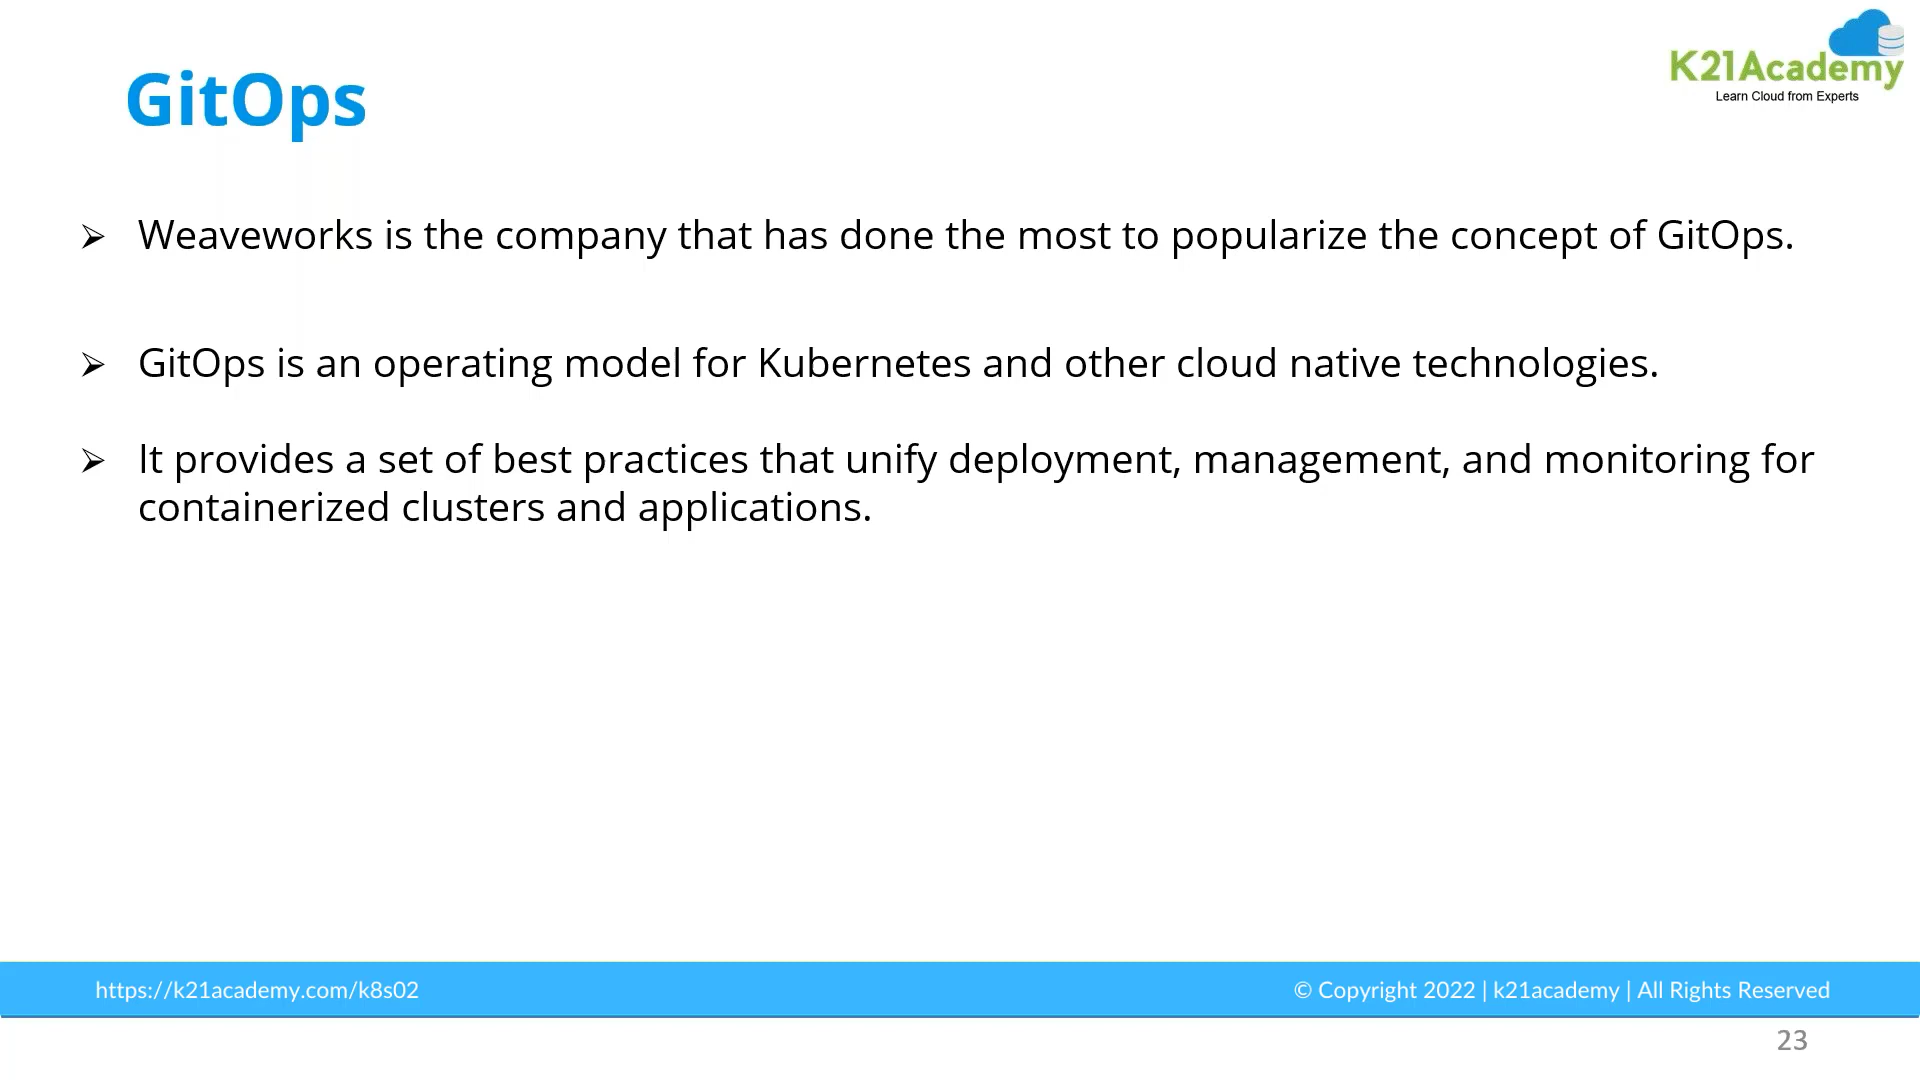 K21Academy
Learn Cloud from Experts
GitOps
➢ Weaveworks is the company that has done the most to popularize the concept of GitOps.
➢ GitOps is an operating model for Kubernetes and other cloud native technologies.
➢ It provides a set of best practices that unify deployment, management, and monitoring for
containerized clusters and applications.
https://k21academy.com/k8s02
© Copyright 2022 | k21academy | All Rights Reserved
23